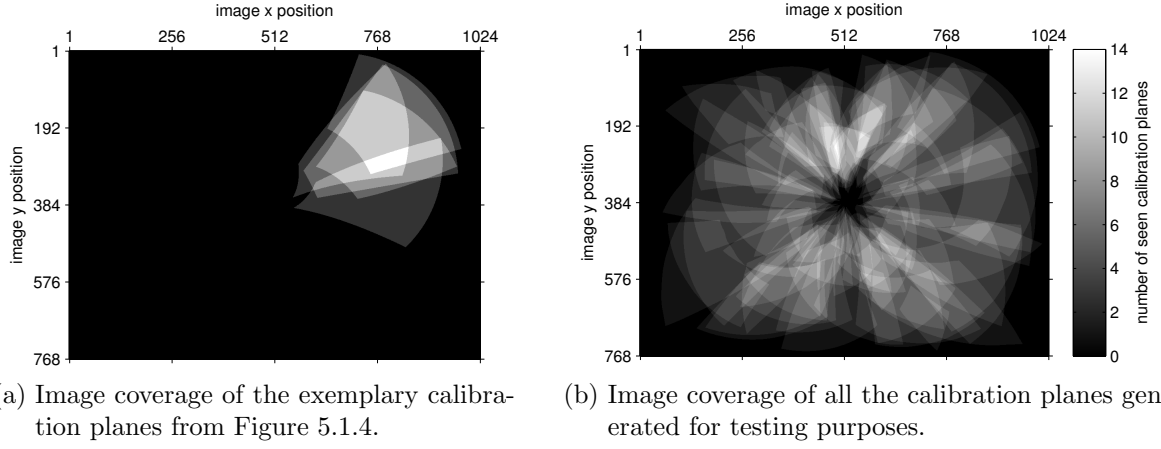 image x position
1 256 512 768 1024
1
192
384
576
768
image y position
image x position
1 256 512 768 1024
1
192
384
576
768
image y position
14
12
10
8
6
4
2
0
number of seen calibration planes
a) Image coverage of the exemplary calibra-
tion planes from Figure 5.1.4.
(b) Image coverage of all the calibration planes gen
erated for testing purposes.